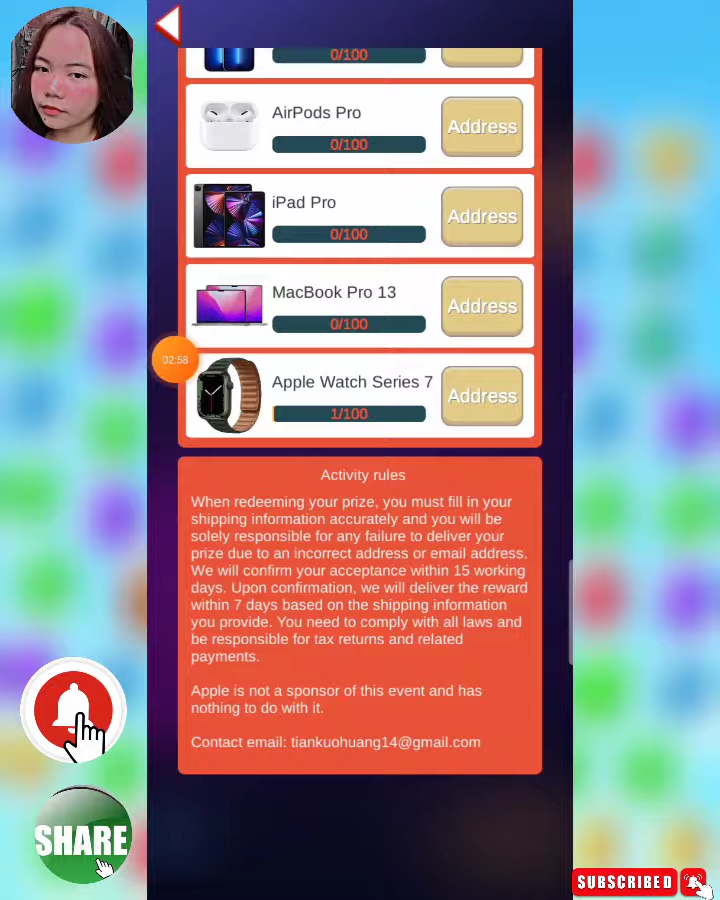 0/100
AirPods Pro
0/100
Address
iPad Pro
0/100
Address
MacBook Pro 13
0/100
Address
02:58
Apple Watch Series 7
1/100
Address
Activity rules
When redeeming your prize, you must fill in your
shipping information accurately and you will be
solely responsible for any failure to deliver your
prize due to an incorrect address or email address.
We will confirm your acceptance within 15 working
days. Upon confirmation, we will deliver the reward
within 7 days based on the shipping information
you provide. You need to comply with all laws and
be responsible for tax returns and related
payments.
Apple is not a sponsor of this event and has
nothing to do with it.
Contact email: tiankuohuang14@gmail.com
SHARE
SUBSCRIBED